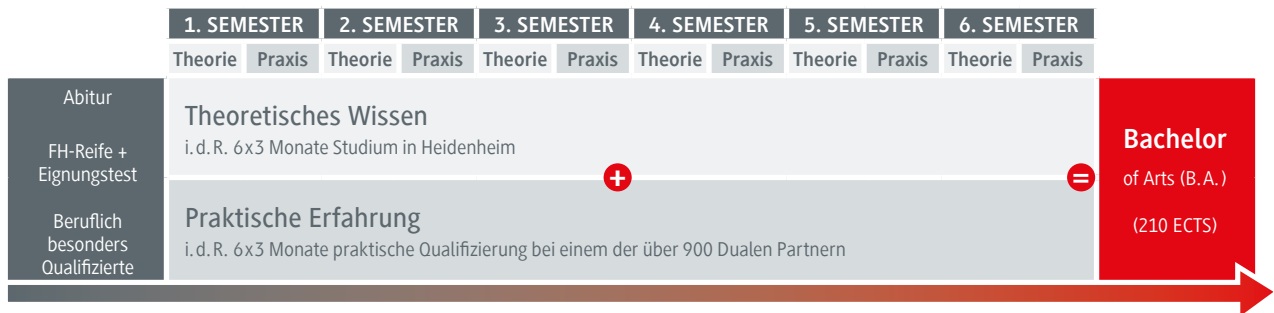 1. SEMESTER 2. SEMESTER 3. SEMESTER 4. SEMESTER 5. SEMESTER 6. SEMESTER
Theorie Praxis Theorie Praxis Theorie Praxis Theorie Praxis Theorie Praxis Theorie Praxis
Abitur
FH-Reife +
Eignungstest
Beruflich
besonders
Qualifizierte
Theoretisches Wissen
i.d.R. 6x3 Monate Studium in Heidenheim
+
Praktische Erfahrung
i.d.R. 6x3 Monate praktische Qualifizierung bei einem der über 900 Dualen Partnern
=
Bachelor
of Arts (B.A.)
(210 ECTS)